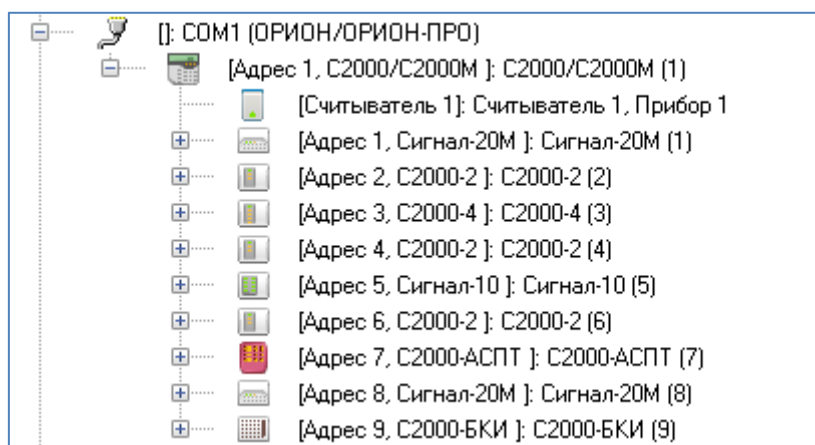 []: COM1 (ОРИОН/ОРИОН-ПРО)
[Адрес 1, С2000/С2000М ]: С2000/С2000М (1)
[Считыватель 1]: Считыватель 1, Прибор 1
[Адрес 1, Сигнал-20М ]: Сигнал-20М (1)
[Адрес 2, С2000-2 ]: С2000-2 (2)
[Адрес 3, С2000-4 ]: С2000-4 (3)
[Адрес 4, С2000-2 ]: С2000-2 (4)
[Адрес 5, Сигнал-10 ]: Сигнал-10 (5)
[Адрес 6, С2000-2 ]: С2000-2 (6)
[Адрес 7, С2000-АСПТ ]: С2000-АСПТ (7)
[Адрес 8, Сигнал-20М ]: Сигнал-20М (8)
[Адрес 9, С2000-БКИ ]: С2000-БКИ (9)